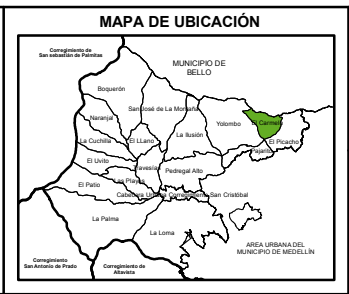 MAPA DE UBICACIÓN
Corregimiento de
San sebastián de Palmitas
MUNICIPIO DE
BELLO
Boquerón
San José de La Montaña
Naranjal
La Ilusión
Yolombo
El Carmelo
La Cuchilla
El LLano
El Picacho
Pajarito
El Uvito
Travesías
Pedregal Alto
El Patio
Las Playas
Cabecera Urbana Corregimiento San Cristóbal
La Palma
La Loma
AREA URBANA DEL
MUNICIPIO DE MEDELLÍN
Corregimiento
San Antonio de Prado
Corregimiento de
Altavista